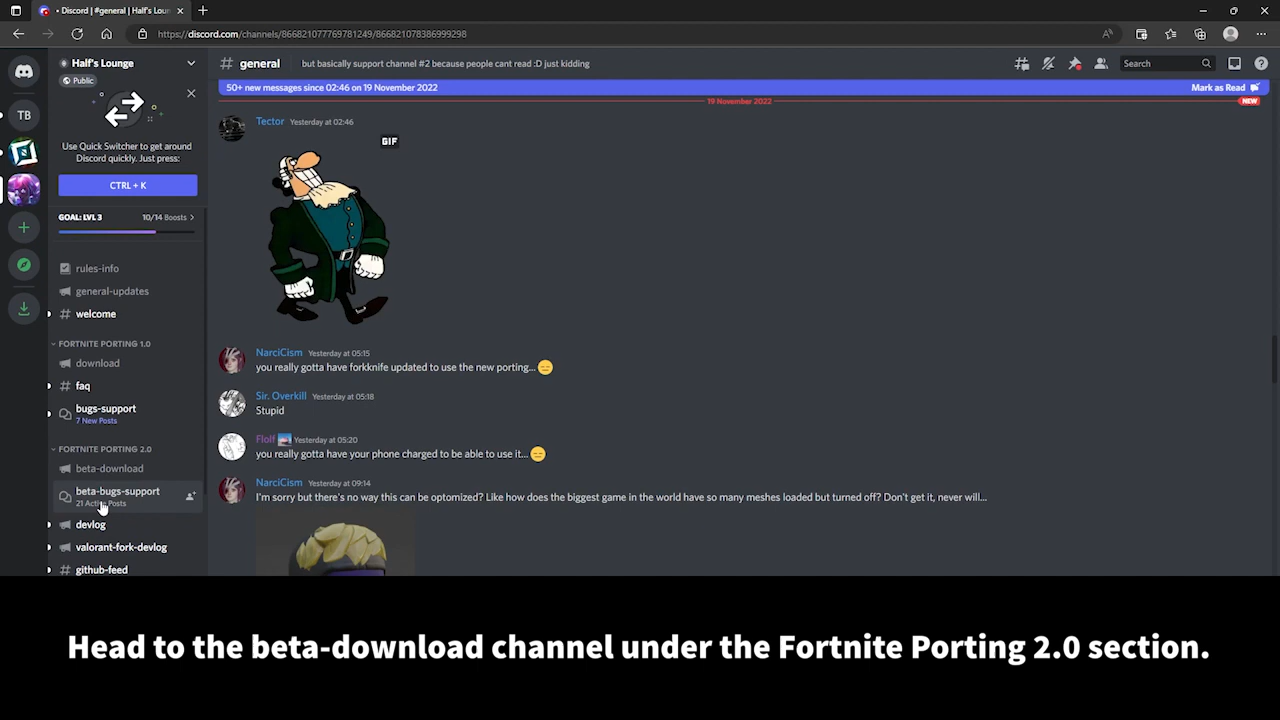 Discord | #general | Half's Loun
https://discord.com/channels/866821077769781249/866821078386999298
Half's Lounge
Public
Use Quick Switcher to get around
Discord quickly. Just press:
CTRL + K
GOAL: LVL 3 10/14 Boosts
rules-info
general-updates
welcome
FORTNITE PORTING 1.0
download
faq
bugs-support
7 New Posts
FORTNITE PORTING 2.0
beta-download
beta-bugs-support
devlog
valorant-fork-devlog
github-feed
TB
general but basically support channel #2 because people cant read :D just kidding
Search
50+ new messages since 02:46 on 19 November 2022 Mark as Read
19 November 2022 NEW
Tector Yesterday at 02:46
GIF
NarciCism Yesterday at 05:15
you really gotta have forkknife updated to use the new porting...
Sir. Overkill Yesterday at 05:18
Stupid
Flolf Yesterday at 05:20
you really gotta have your phone charged to be able to use it...
NarciCism Yesterday at 09:14
I'm sorry but there's no way this can be optomized? Like how does the biggest game in the world have so many meshes loaded but turned off? Don't get it, never will...
Head to the beta-download channel under the Fortnite Porting 2.0 section.